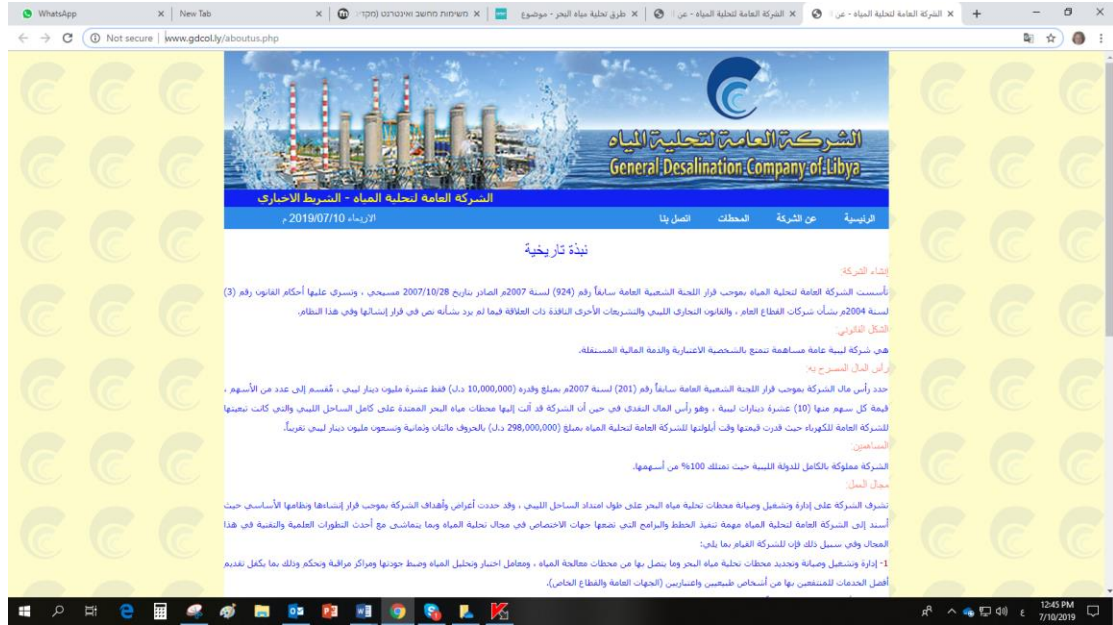 WhatsApp
New Tab
משימות מחשב ואינטרנט (מקד
طرق تحلية مياه البحر - موضوع
الشركة العامة لتحلية المياه - عن
الشركة العامة لتحلية المياه - عن
الشركة العامة لتحلية المياه - عن
Not secure | www.gdcol.ly/aboutus.php
الشركة العامة لتحلية المياه
General Desalination Company of Libya
الشركة العامة لتحلية المياه - الشريط الاخباري
الرئيسية عن الشركة المحطات اتصل بنا الاربعاء 2019/07/10 م
نبذة تاريخية
إنشاء الشركة:
تأسست الشركة العامة لتحلية المياه بموجب قرار اللجنة الشعبية العامة سابقاً رقم (924) لسنة 2007م الصادر بتاريخ 2007/10/28 مسيحي ، وتسري عليها أحكام القانون رقم (3)
لسنة 2004م بشأن شركات القطاع العام ، والقانون التجاري الليبي والتشريعات الأخرى النافذة ذات العلاقة فيما لم يرد بشأنه نص في قرار إنشائها وفي هذا النظام.
الشكل القانوني:
هي شركة ليبية عامة مساهمة تتمتع بالشخصية الاعتبارية والذمة المالية المستقلة.
رأس المال المصرح به:
حدد رأس مال الشركة بموجب قرار اللجنة الشعبية العامة سابقاً رقم (201) لسنة 2007م بمبلغ وقدره (10,000,000 د.ل) فقط عشرة مليون دينار ليبي ، مُقسم إلى عدد من الأسهم ،
قيمة كل سهم منها (10) عشرة دينارات ليبية ، وهو رأس المال النقدي في حين أن الشركة قد آلت إليها محطات مياه البحر الممتدة على كامل الساحل الليبي والتي كانت تبعيتها
للشركة العامة للكهرباء حيث قدرت قيمتها وقت أيلولتها للشركة العامة لتحلية المياه بمبلغ (298,000,000 د.ل) بالحروف مائتان وثمانية وتسعون مليون دينار ليبي تقريباً.
المساهمين:
الشركة مملوكة بالكامل للدولة الليبية حيث تمتلك 100% من أسهمها.
مجال العمل:
تشرف الشركة على إدارة وتشغيل وصيانة محطات تحلية مياه البحر على طول امتداد الساحل الليبي ، وقد حددت أغراض وأهداف الشركة بموجب قرار إنشاءها ونظامها الأساسي حيث
أسند إلى الشركة العامة لتحلية المياه مهمة تنفيذ الخطط والبرامج التي تضعها جهات الاختصاص في مجال تحلية المياه وبما يتماشى مع أحدث التطورات العلمية والتقنية في هذا
المجال وفي سبيل ذلك فإن للشركة القيام بما يلي:
1- إدارة وتشغيل وصيانة وتجديد محطات تحلية مياه البحر وما يتصل بها من محطات معالجة المياه ، ومعامل اختبار وتحليل المياه وضبط جودتها ومراكز مراقبة وتحكم وذلك بما يكفل تقديم
أفضل الخدمات للمنتفعين بها من أشخاص طبيعيين واعتباريين (الجهات العامة والقطاع الخاص).
12:45 PM
7/10/2019